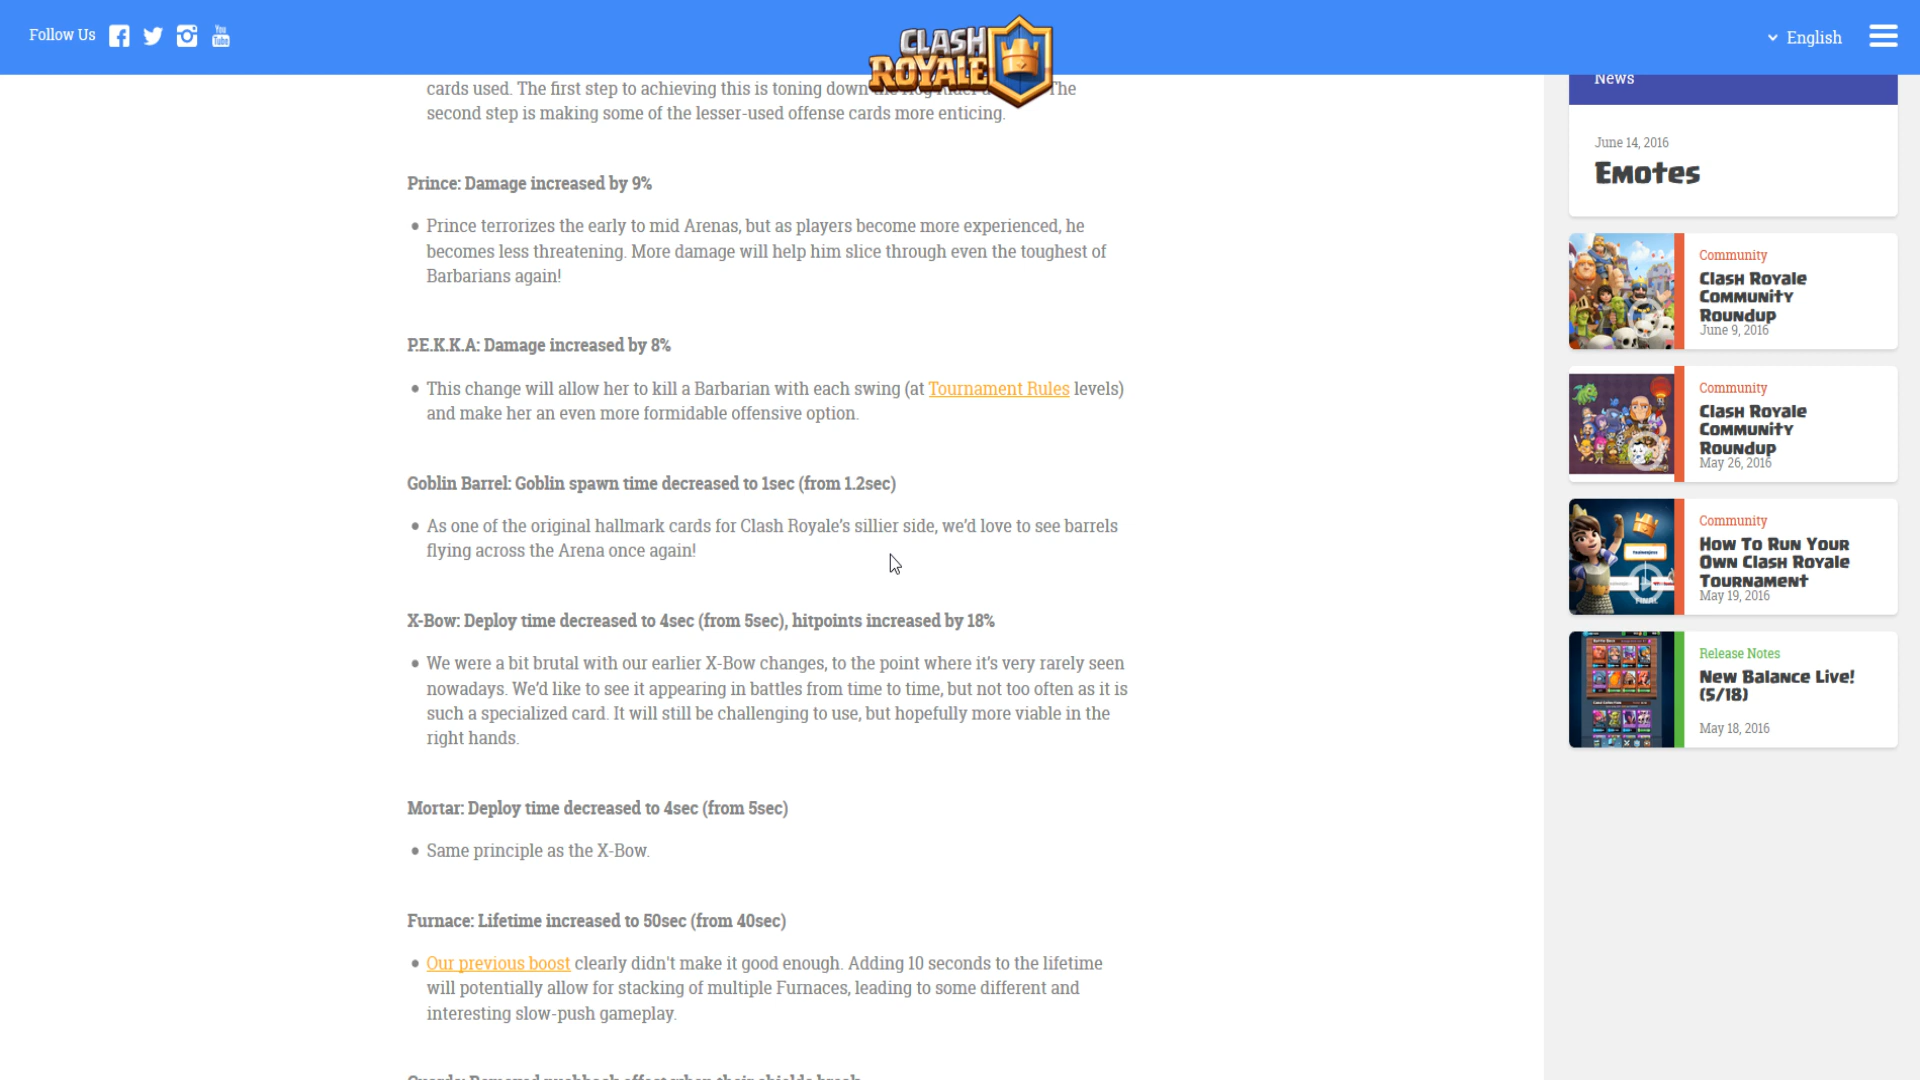 Follow Us
You
Tube
CLASH
ROYALE
English
cards used. The first step to achieving this is toning down the Hog Rider The
second step is making some of the lesser-used offense cards more enticing.
Prince: Damage increased by 9%
• Prince terrorizes the early to mid Arenas, but as players become more experienced, he
becomes less threatening. More damage will help him slice through even the toughest of
Barbarians again!
P.E.K.K.A: Damage increased by 8%
• This change will allow her to kill a Barbarian with each swing (at Tournament Rules levels)
and make her an even more formidable offensive option.
Goblin Barrel: Goblin spawn time decreased to 1sec (from 1.2sec)
• As one of the original hallmark cards for Clash Royale’s sillier side, we’d love to see barrels
flying across the Arena once again!
X-Bow: Deploy time decreased to 4sec (from 5sec), hitpoints increased by 18%
• We were a bit brutal with our earlier X-Bow changes, to the point where it’s very rarely seen
nowadays. We’d like to see it appearing in battles from time to time, but not too often as it is
such a specialized card. It will still be challenging to use, but hopefully more viable in the
right hands.
Mortar: Deploy time decreased to 4sec (from 5sec)
• Same principle as the X-Bow.
Furnace: Lifetime increased to 50sec (from 40sec)
• Our previous boost clearly didn't make it good enough. Adding 10 seconds to the lifetime
will potentially allow for stacking of multiple Furnaces, leading to some different and
interesting slow-push gameplay.
Guards: Removed pushback effect when their shields break
News
June 14, 2016
Emotes
Community
Clash Royale
Community
Roundup
June 9, 2016
Community
Clash Royale
Community
Roundup
May 26, 2016
FINAL
Community
How To Run Your
Own Clash Royale
Tournament
May 19, 2016
Release Notes
New Balance Live!
(5/18)
May 18, 2016